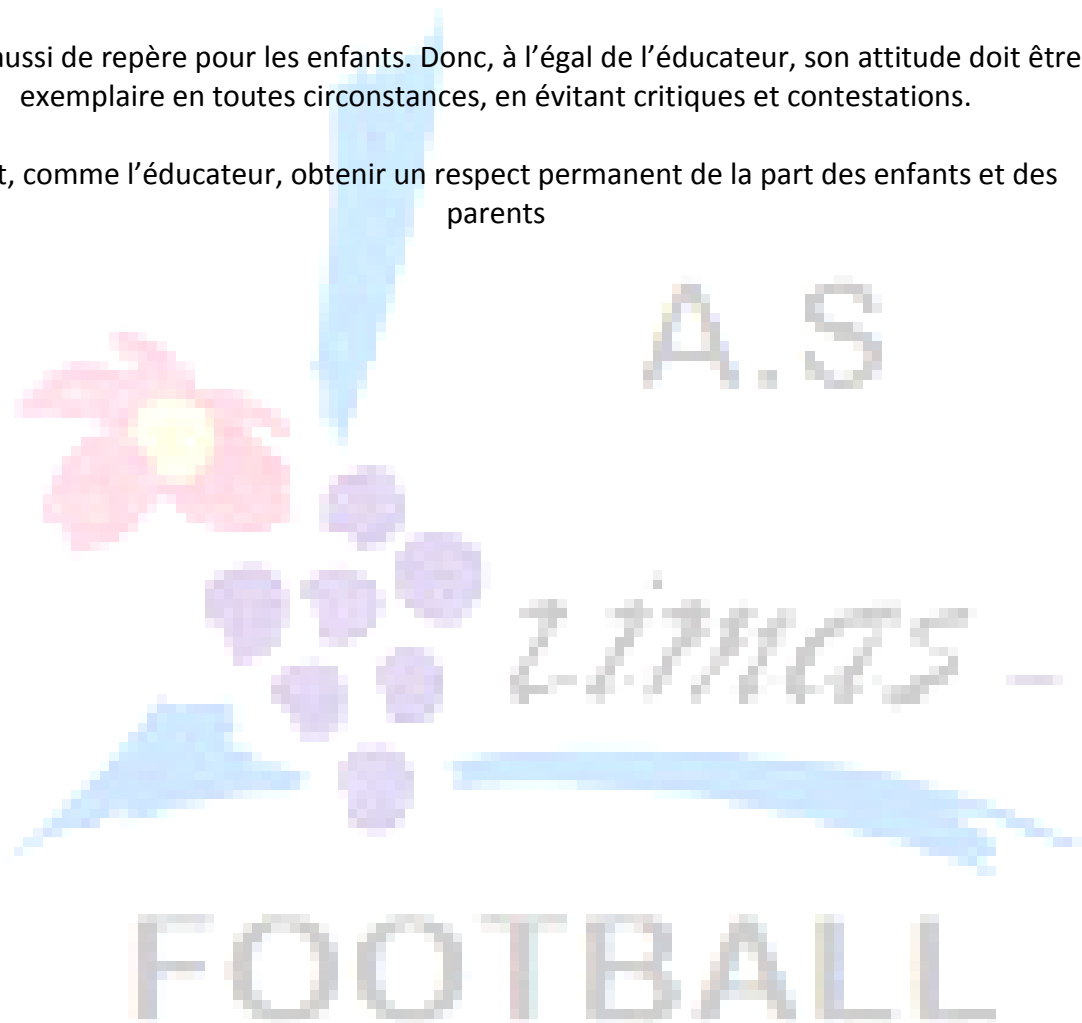 aussi de repère pour les enfants. Donc, à l’égal de l’éducateur, son attitude doit être
exemplaire en toutes circonstances, en évitant critiques et contestations.
t, comme l’éducateur, obtenir un respect permanent de la part des enfants et des
parents
A.S
Limas -
FOOTBALL